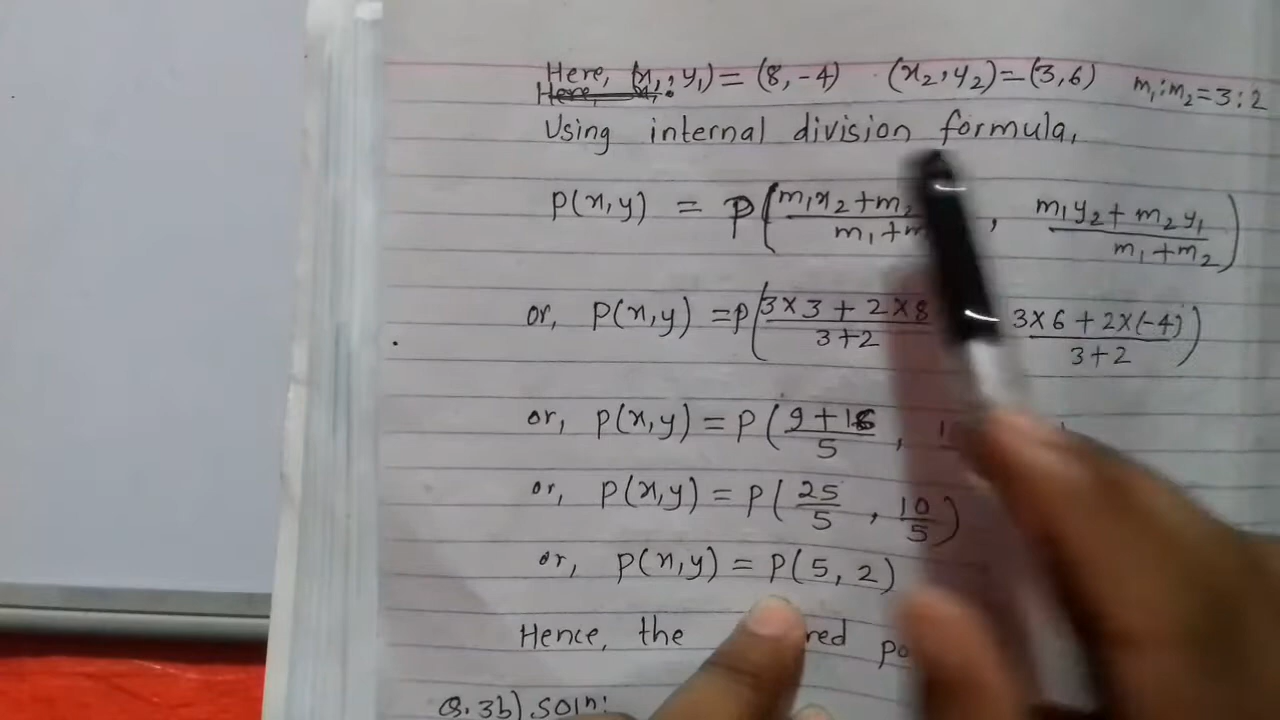 Here, (x₁, y₁) = (8, -4) (x₂, y₂) = (3, 6) m₁:m₂ = 3:2
Using internal division formula,
P(x,y) = P(m₁x₂+m₂ / m₁+m , m₁y₂+m₂y₁ / m₁+m₂)
or, P(x,y) = P(3×3+2×8 / 3+2 3×6+2×(-4) / 3+2)
or, P(x,y) = P(9+16 / 5 ,
or, P(x,y) = P(25/5 , 10/5)
or, P(x,y) = P(5, 2)
Hence, the
Q.3b) Solⁿ: